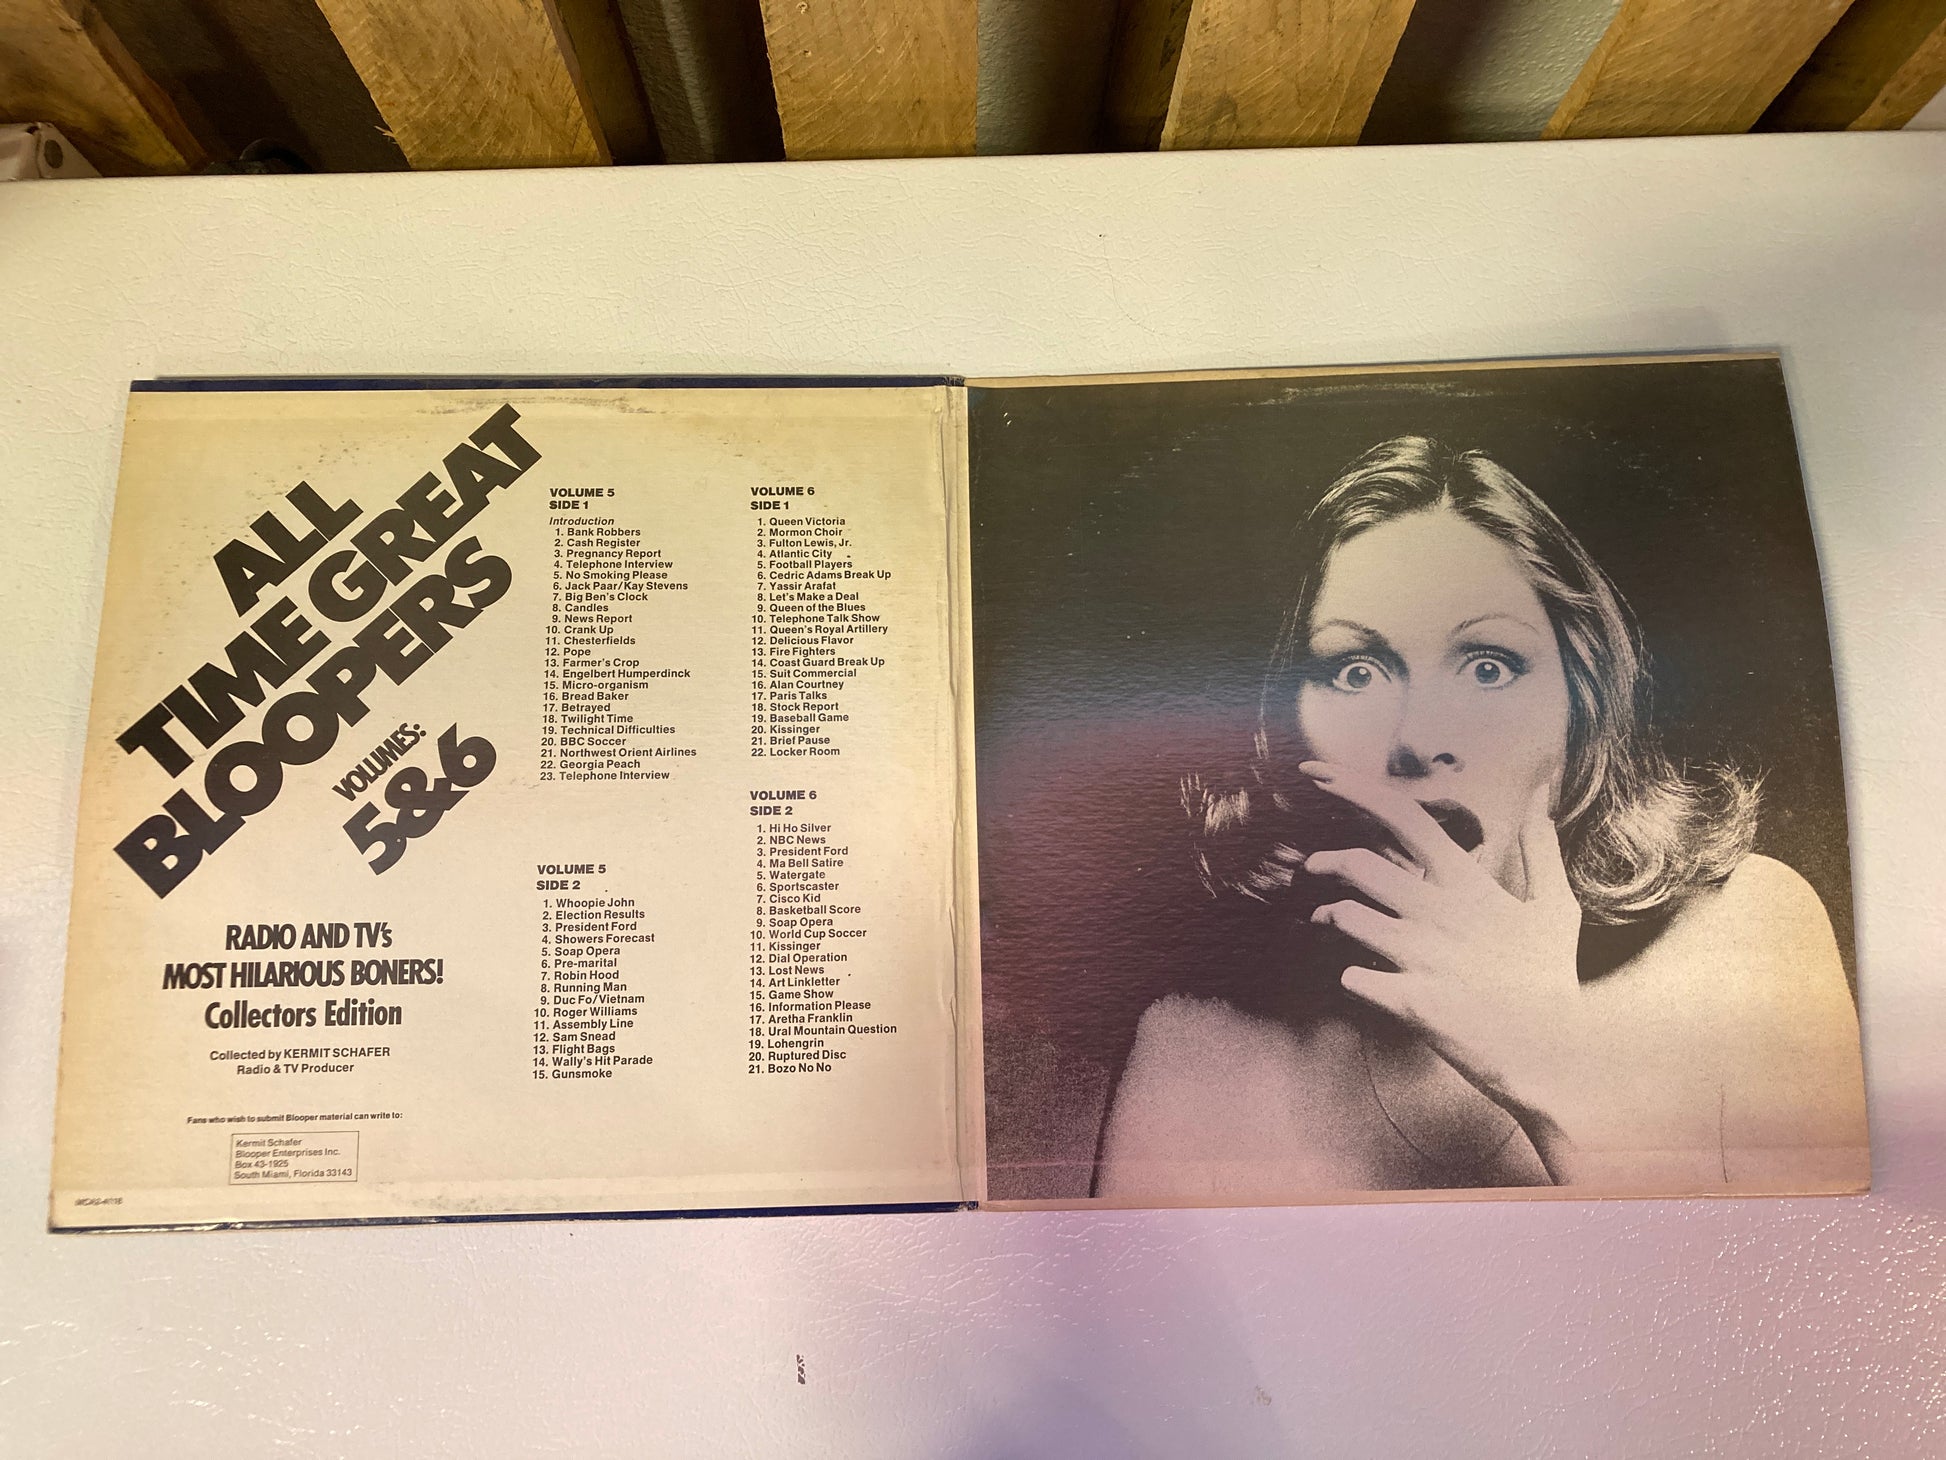 ALL
TIME GREAT
BLOOPERS
VOLUMES:
5&6
RADIO AND TV's
MOST HILARIOUS BONERS!
Collectors Edition
Collected by KERMIT SCHAFER
Radio & TV Producer
Fans who wish to submit Blooper material can write to:
Kermit Schafer
Blooper Enterprises Inc.
Box 43-1925
South Miami, Florida 33143
VOLUME 5
SIDE 1
Introduction
1. Bank Robbers
2. Cash Register
3. Pregnancy Report
4. Telephone Interview
5. No Smoking Please
6. Jack Paar/Kay Stevens
7. Big Ben's Clock
8. Candles
9. News Report
10. Crank Up
11. Chesterfields
12. Pope
13. Farmer's Crop
14. Engelbert Humperdinck
15. Micro-organism
16. Bread Baker
17. Betrayed
18. Twilight Time
19. Technical Difficulties
20. BBC Soccer
21. Northwest Orient Airlines
22. Georgia Peach
23. Telephone Interview
VOLUME 5
SIDE 2
1. Whoopie John
2. Election Results
3. President Ford
4. Showers Forecast
5. Soap Opera
6. Pre-marital
7. Robin Hood
8. Running Man
9. Duc Fo/Vietnam
10. Roger Williams
11. Assembly Line
12. Sam Snead
13. Flight Bags
14. Wally's Hit Parade
15. Gunsmoke
VOLUME 6
SIDE 1
1. Queen Victoria
2. Mormon Choir
3. Fulton Lewis, Jr.
4. Atlantic City
5. Football Players
6. Cedric Adams Break Up
7. Yassir Arafat
8. Let's Make a Deal
9. Queen of the Blues
10. Telephone Talk Show
11. Queen's Royal Artillery
12. Delicious Flavor
13. Fire Fighters
14. Coast Guard Break Up
15. Suit Commercial
16. Alan Courtney
17. Paris Talks
18. Stock Report
19. Baseball Game
20. Kissinger
21. Brief Pause
22. Locker Room
VOLUME 6
SIDE 2
1. Hi Ho Silver
2. NBC News
3. President Ford
4. Ma Bell Satire
5. Watergate
6. Sportscaster
7. Cisco Kid
8. Basketball Score
9. Soap Opera
10. World Cup Soccer
11. Kissinger
12. Dial Operation
13. Lost News
14. Art Linkletter
15. Game Show
16. Information Please
17. Aretha Franklin
18. Ural Mountain Question
19. Lohengrin
20. Ruptured Disc
21. Bozo No No